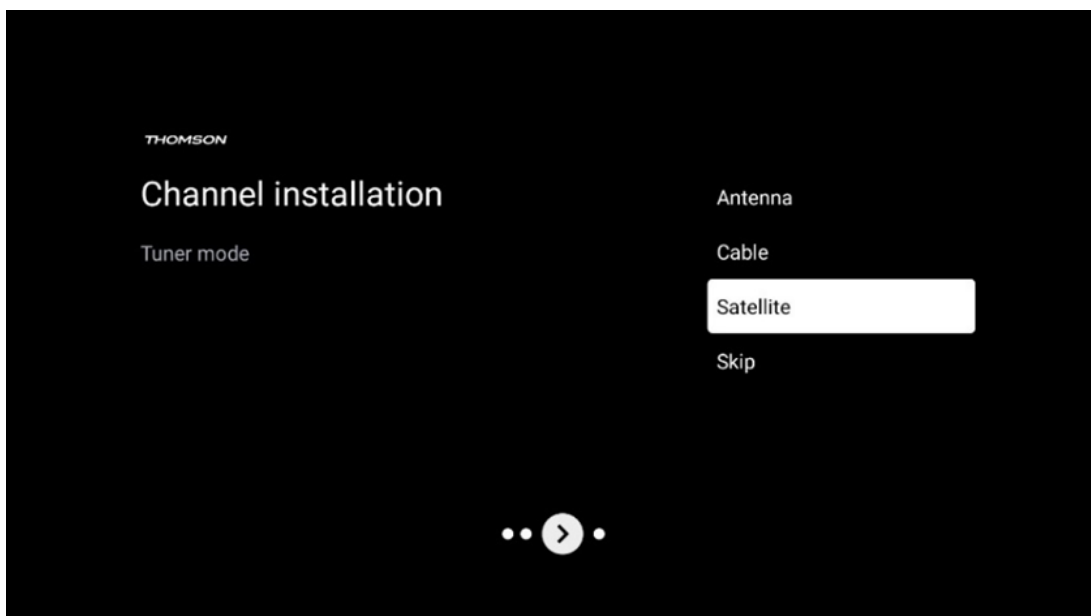 THOMSON
Channel installation
Tuner mode
Antenna
Cable
Satellite
Skip